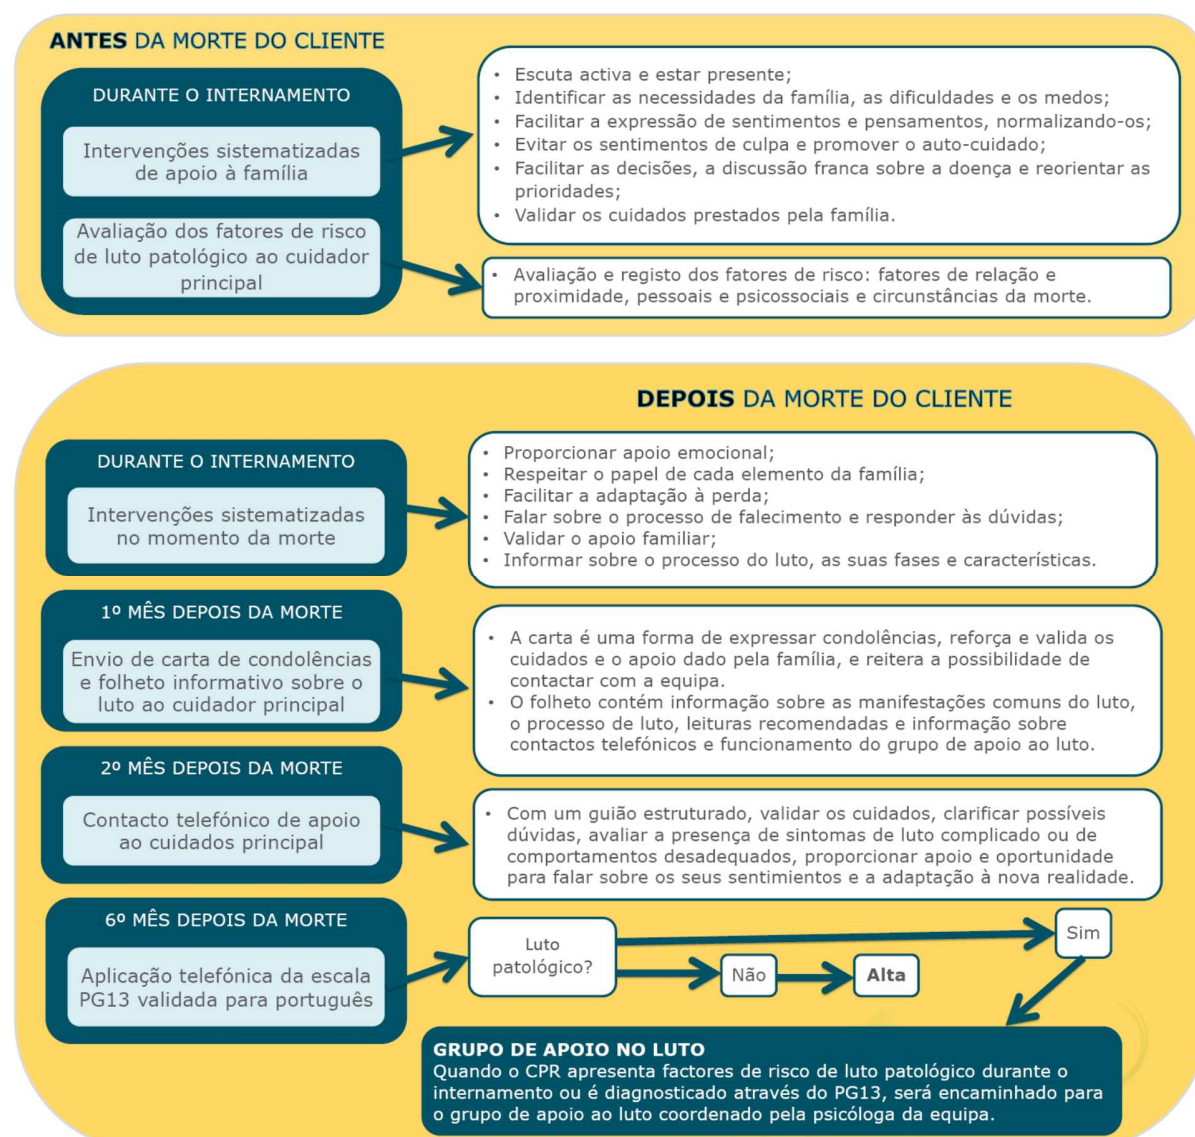 ANTES DA MORTE DO CLIENTE
DURANTE O INTERNAMENTO
Intervenções sistematizadas
de apoio à família
• Escuta activa e estar presente;
• Identificar as necessidades da família, as dificuldades e os medos;
• Facilitar a expressão de sentimentos e pensamentos, normalizando-os;
• Evitar os sentimentos de culpa e promover o auto-cuidado;
• Facilitar as decisões, a discussão franca sobre a doença e reorientar as
prioridades;
• Validar os cuidados prestados pela família.
Avaliação dos fatores de risco
de luto patológico ao cuidador
principal
• Avaliação e registo dos fatores de risco: fatores de relação e
proximidade, pessoais e psicossociais e circunstâncias da morte.
DEPOIS DA MORTE DO CLIENTE
DURANTE O INTERNAMENTO
Intervenções sistematizadas
no momento da morte
• Proporcionar apoio emocional;
• Respeitar o papel de cada elemento da família;
• Facilitar a adaptação à perda;
• Falar sobre o processo de falecimento e responder às dúvidas;
• Validar o apoio familiar;
• Informar sobre o processo do luto, as suas fases e características.
1º MÊS DEPOIS DA MORTE
Envio de carta de condolências
e folheto informativo sobre o
luto ao cuidador principal
• A carta é uma forma de expressar condolências, reforça e valida os
cuidados e o apoio dado pela família, e reitera a possibilidade de
contactar com a equipa.
• O folheto contém informação sobre as manifestações comuns do luto,
o processo de luto, leituras recomendadas e informação sobre
contactos telefónicos e funcionamento do grupo de apoio ao luto.
2º MÊS DEPOIS DA MORTE
Contacto telefónico de apoio
ao cuidados principal
• Com um guião estruturado, validar os cuidados, clarificar possíveis
dúvidas, avaliar a presença de sintomas de luto complicado ou de
comportamentos desadequados, proporcionar apoio e oportunidade
para falar sobre os seus sentimientos e a adaptação à nova realidade.
6º MÊS DEPOIS DA MORTE
Aplicação telefónica da escala
PG13 validada para português
Luto
patológico?
Sim
Não
Alta
GRUPO DE APOIO NO LUTO
Quando o CPR apresenta factores de risco de luto patológico durante o
internamento ou é diagnosticado através do PG13, será encaminhado para
o grupo de apoio ao luto coordenado pela psicóloga da equipa.